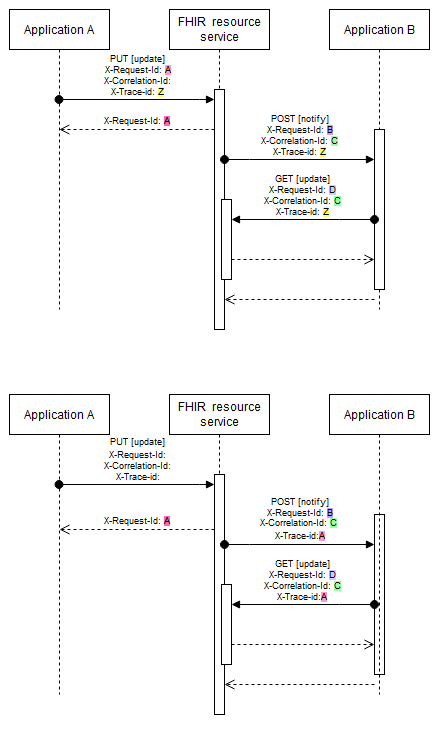 Application A
FHIR resource
service
Application B
PUT [update]
X-Request-Id: A
X-Correlation-Id:
X-Trace-id: Z
X-Request-Id: A
POST [notify]
X-Request-Id: B
X-Correlation-Id: C
X-Trace-id: Z
GET [update]
X-Request-Id: D
X-Correlation-Id: C
X-Trace-id: Z
Application A
FHIR resource
service
Application B
PUT [update]
X-Request-Id:
X-Correlation-Id:
X-Trace-id:
X-Request-Id: A
POST [notify]
X-Request-Id: B
X-Correlation-Id: C
X-Trace-id:A
GET [update]
X-Request-Id: D
X-Correlation-Id: C
X-Trace-id:A